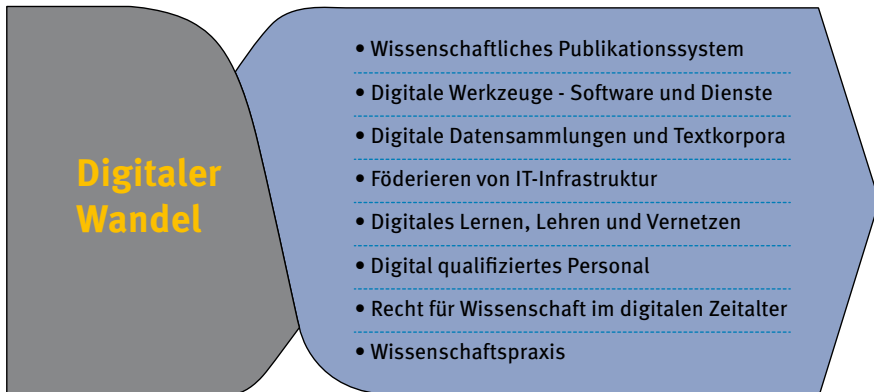 Digitaler
Wandel
• Wissenschaftliches Publikationssystem
• Digitale Werkzeuge - Software und Dienste
• Digitale Datensammlungen und Textkorpora
• Föderieren von IT-Infrastruktur
• Digitales Lernen, Lehren und Vernetzen
• Digital qualifiziertes Personal
• Recht für Wissenschaft im digitalen Zeitalter
• Wissenschaftspraxis